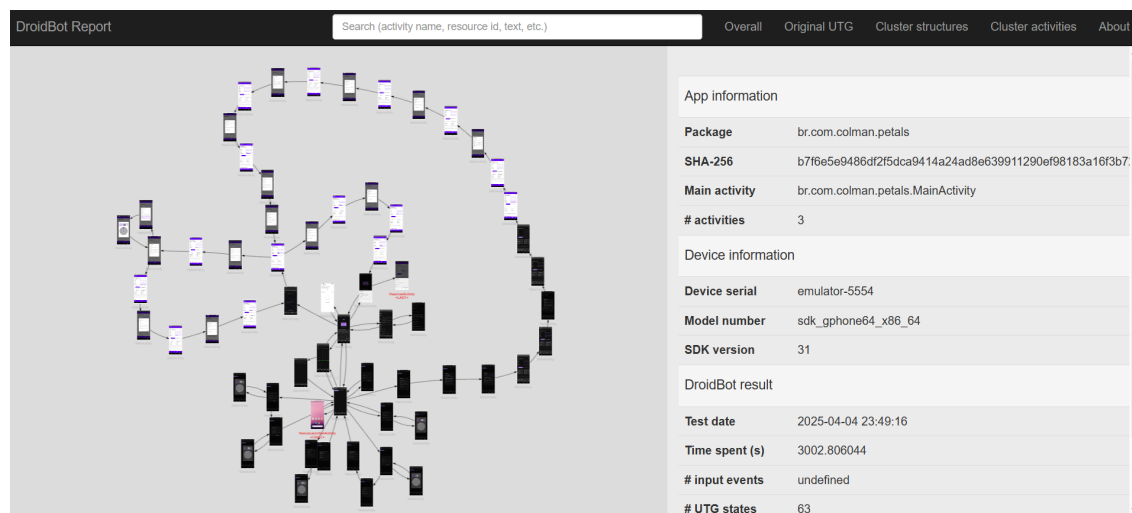 DroidBot Report
Search (activity name, resource id, text, etc.)
Overall
Original UTG
Cluster structures
Cluster activities
About
App information
Package br.com.colman.petals
SHA-256 b7f6e5e9486df2f5dca9414a24ad8e639911290ef98183a16f3b7
Main activity br.com.colman.petals.MainActivity
# activities 3
Device information
Device serial emulator-5554
Model number sdk_gphone64_x86_64
SDK version 31
DroidBot result
Test date 2025-04-04 23:49:16
Time spent (s) 3002.806044
# input events undefined
# UTG states 63